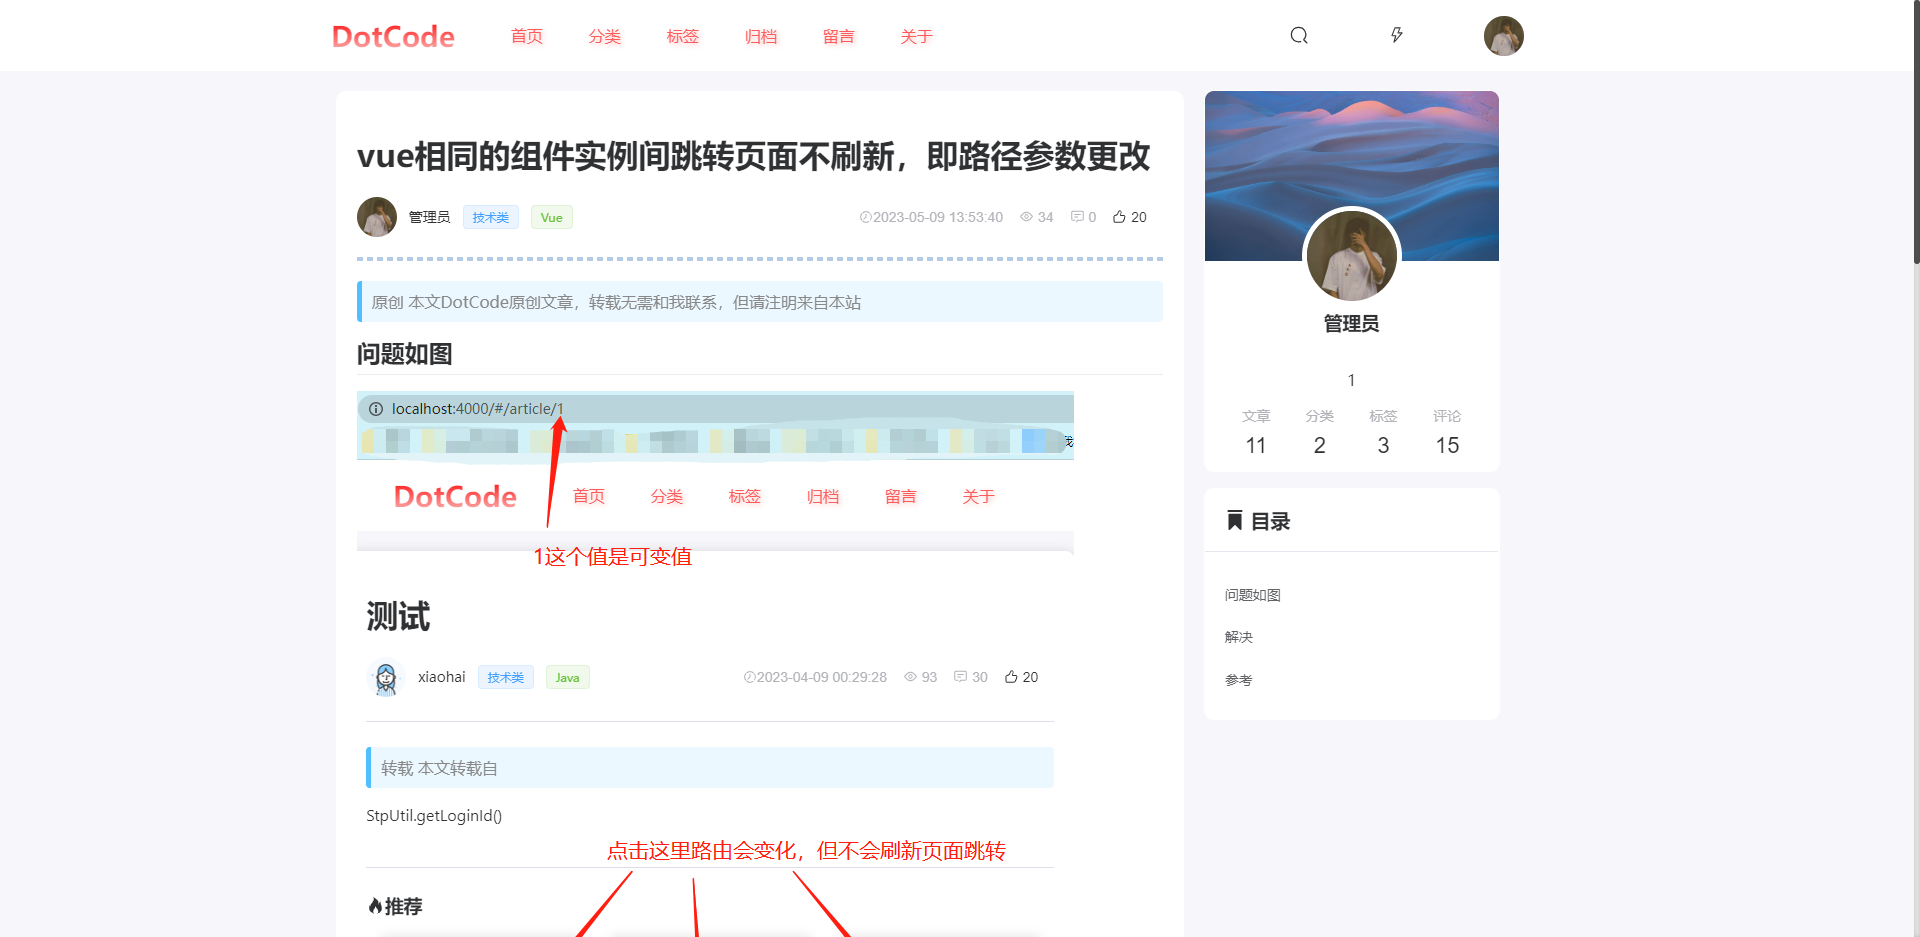 DotCode 首页 分类 标签 归档 留言 关于
vue相同的组件实例间跳转页面不刷新，即路径参数更改
管理员 技术类 Vue 2023-05-09 13:53:40 34 0 20
原创 本文DotCode原创文章，转载无需和我联系，但请注明来自本站
问题如图
localhost:4000/#/article/1
我
DotCode 首页 分类 标签 归档 留言 关于
1这个值是可变值
测试
xiaohai 技术类 Java 2023-04-09 00:29:28 93 30 20
转载 本文转载自
StpUtil.getLoginId()
点击这里路由会变化，但不会刷新页面跳转
推荐
管理员
1
文章 分类 标签 评论
11 2 3 15
目录
问题如图
解决
参考